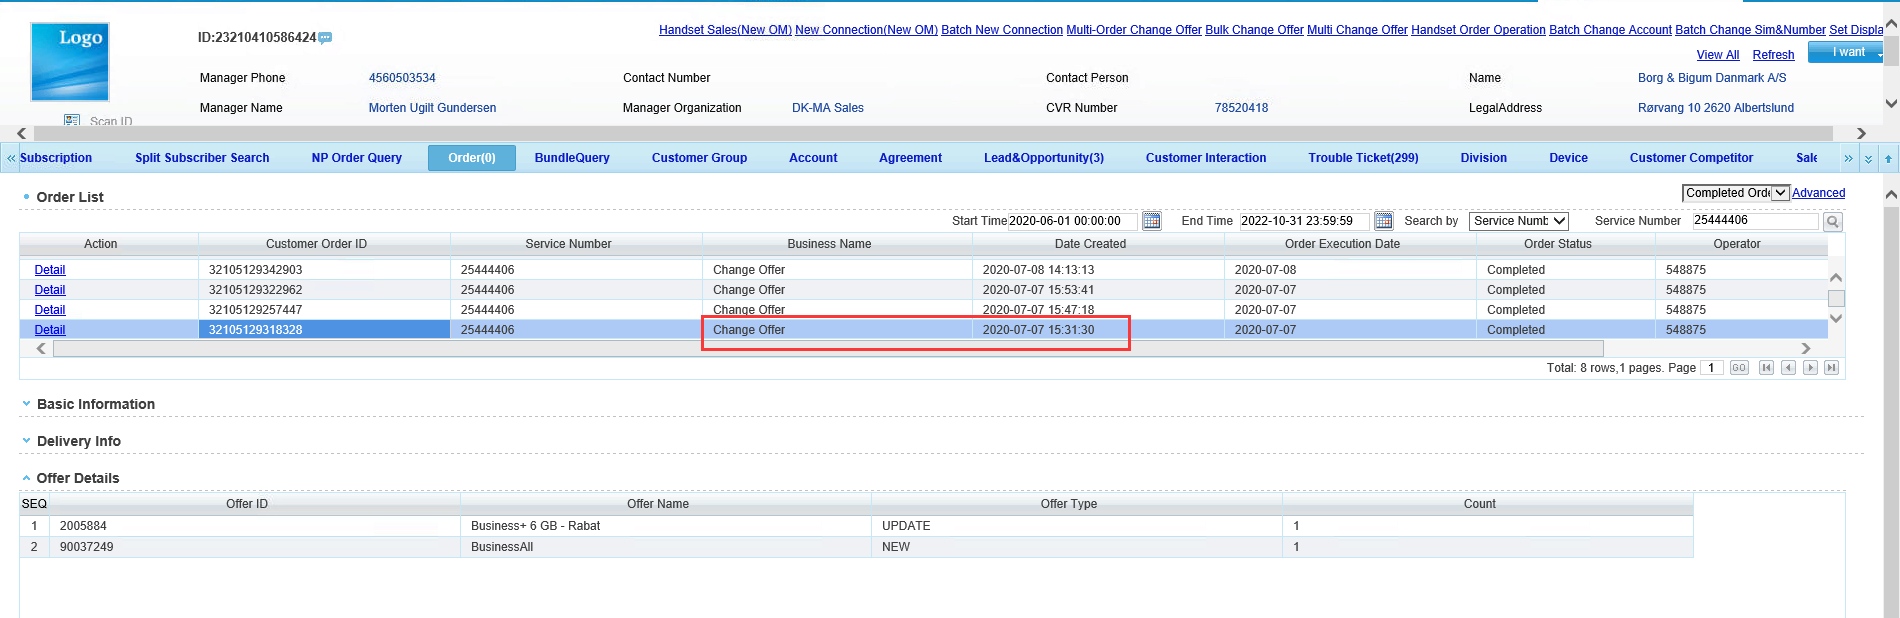 Logo
ID:23210410586424
Handset Sales(New OM) New Connection(New OM) Batch New Connection Multi-Order Change Offer Bulk Change Offer Multi Change Offer Handset Order Operation Batch Change Account Batch Change Sim&Number Set Displa
View All Refresh I want
Manager Phone 4560503534 Contact Number Contact Person Name Borg & Bigum Danmark A/S
Manager Name Morten Ugilt Gundersen Manager Organization DK-MA Sales CVR Number 78520418 LegalAddress Rørvang 10 2620 Albertslund
Scan ID
Subscription Split Subscriber Search NP Order Query Order(0) BundleQuery Customer Group Account Agreement Lead&Opportunity(3) Customer Interaction Trouble Ticket(299) Division Device Customer Competitor Sale
Order List
Completed Orde Advanced
Start Time 2020-06-01 00:00:00 End Time 2022-10-31 23:59:59 Search by Service Numb Service Number 25444406
Action Customer Order ID Service Number Business Name Date Created Order Execution Date Order Status Operator
Detail 32105129342903 25444406 Change Offer 2020-07-08 14:13:13 2020-07-08 Completed 548875
Detail 32105129322962 25444406 Change Offer 2020-07-07 15:53:41 2020-07-07 Completed 548875
Detail 32105129257447 25444406 Change Offer 2020-07-07 15:47:18 2020-07-07 Completed 548875
Detail 32105129318328 25444406 Change Offer 2020-07-07 15:31:30 2020-07-07 Completed 548875
Total: 8 rows,1 pages. Page 1 GO
Basic Information
Delivery Info
Offer Details
SEQ Offer ID Offer Name Offer Type Count
1 2005884 Business+ 6 GB - Rabat UPDATE 1
2 90037249 BusinessAll NEW 1